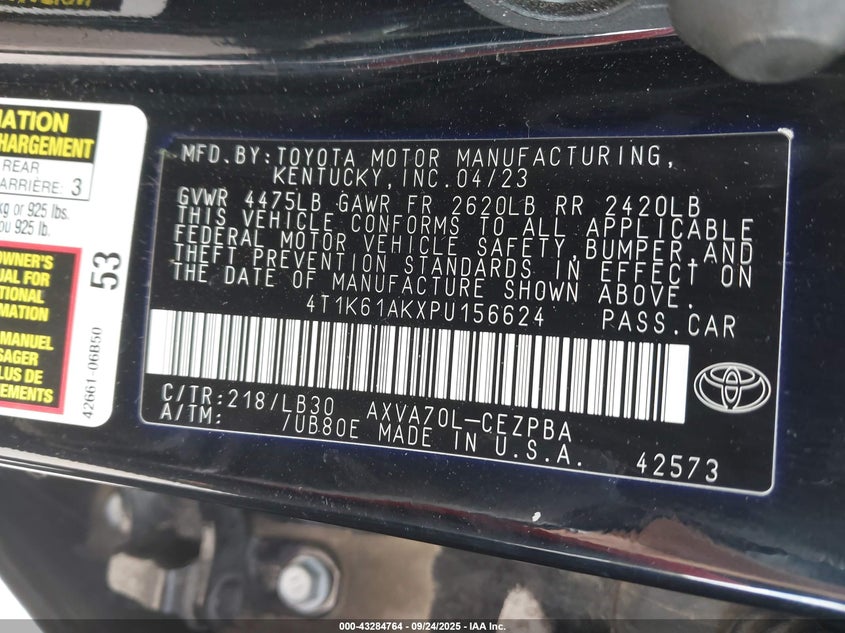 MATION
HARGEMENT
REAR
ARRIÈRE: 3
kg or 925 lbs.
ou 925 lb.
OWNER'S
UAL FOR
TIONAL
MATION
MANUEL
SAGER
PLUS DE
EMENTS
53
42661-06B50
MFD.BY:TOYOTA MOTOR MANUFACTURING,
KENTUCKY,INC.04/23
GVWR 4475LB GAWR FR 2620LB RR 2420LB
THIS VEHICLE CONFORMS TO ALL APPLICABLE
FEDERAL MOTOR VEHICLE SAFETY,BUMPER,AND
THEFT PREVENTION STANDARDS IN EFFECT ON
THE DATE OF MANUFACTURE SHOWN ABOVE.
4T1K61AKXPU156624 PASS.CAR
C/TR:218/LB30 AXVA70L-CEZPBA
A/TM: /UB80E MADE IN U.S.A.
42573
000-43284764 - 09/24/2025 - IAA Inc.